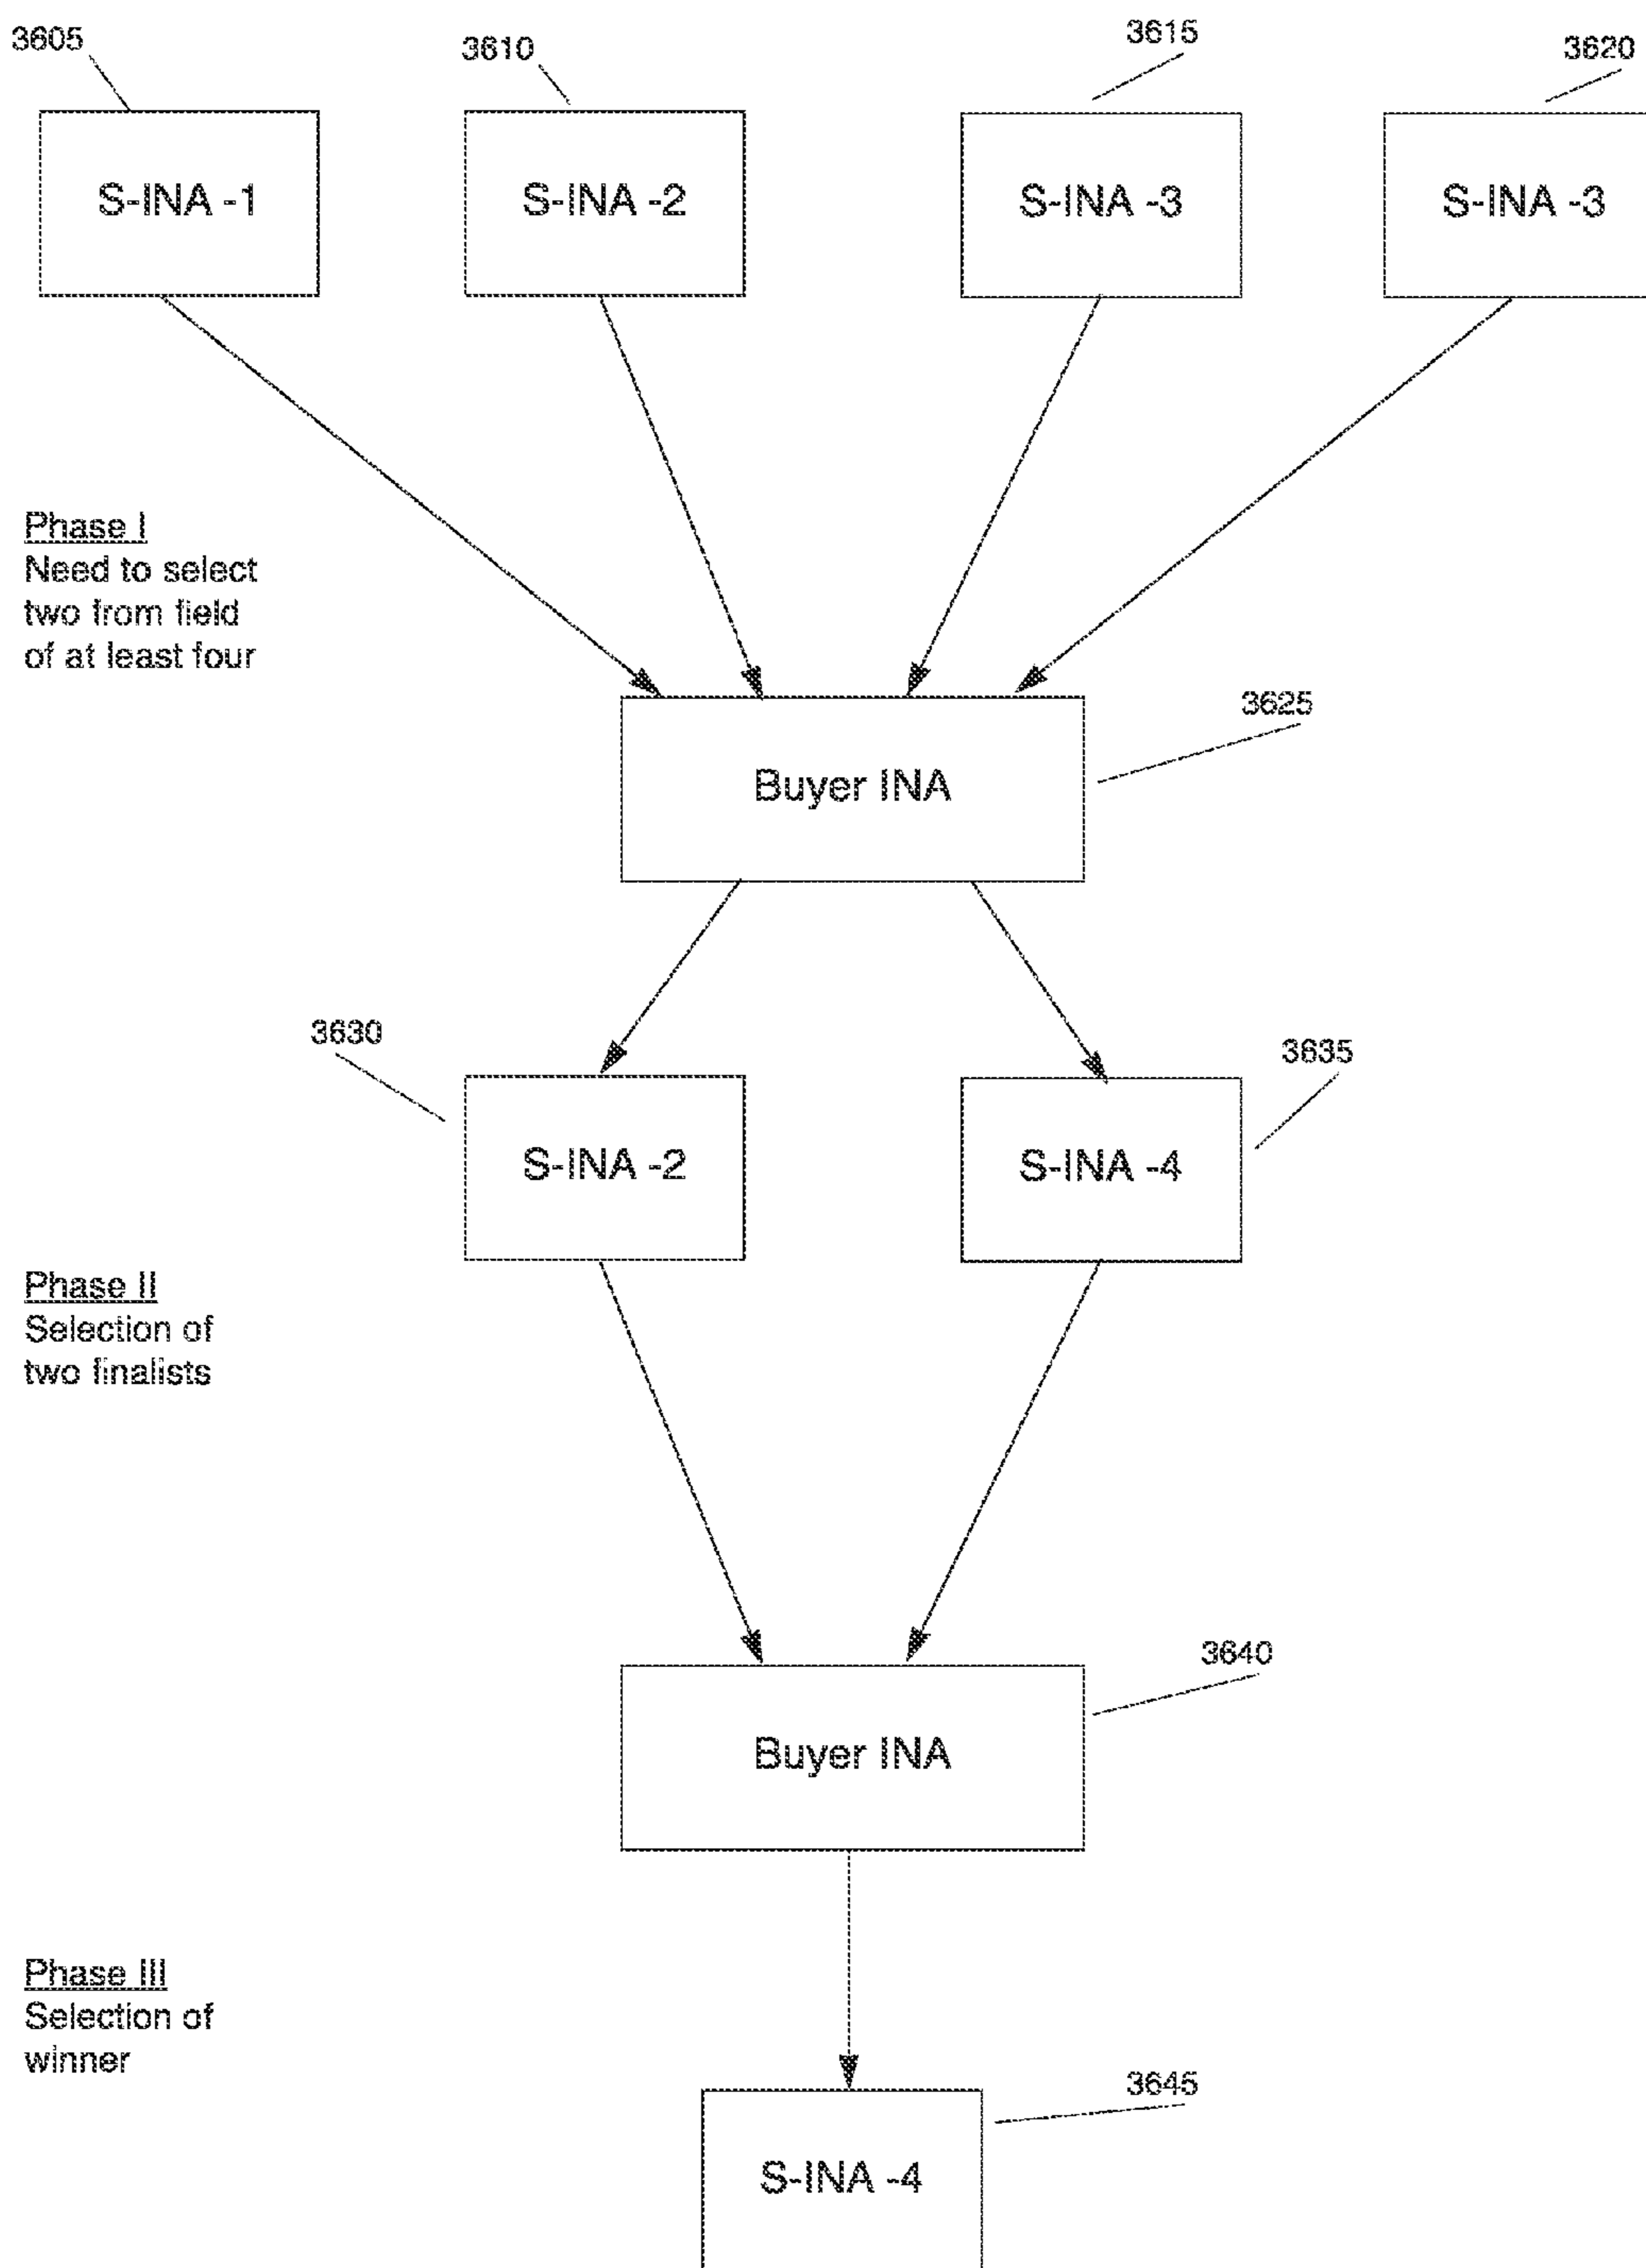 3605
3610
3615
3620
S-INA -1
S-INA -2
S-INA -3
S-INA -3
Phase I
Need to select
two from field
of at least four
3625
Buyer INA
3630
3635
S-INA -2
S-INA -4
Phase II
Selection of
two finalists
3640
Buyer INA
Phase III
Selection of
winner
3645
S-INA -4